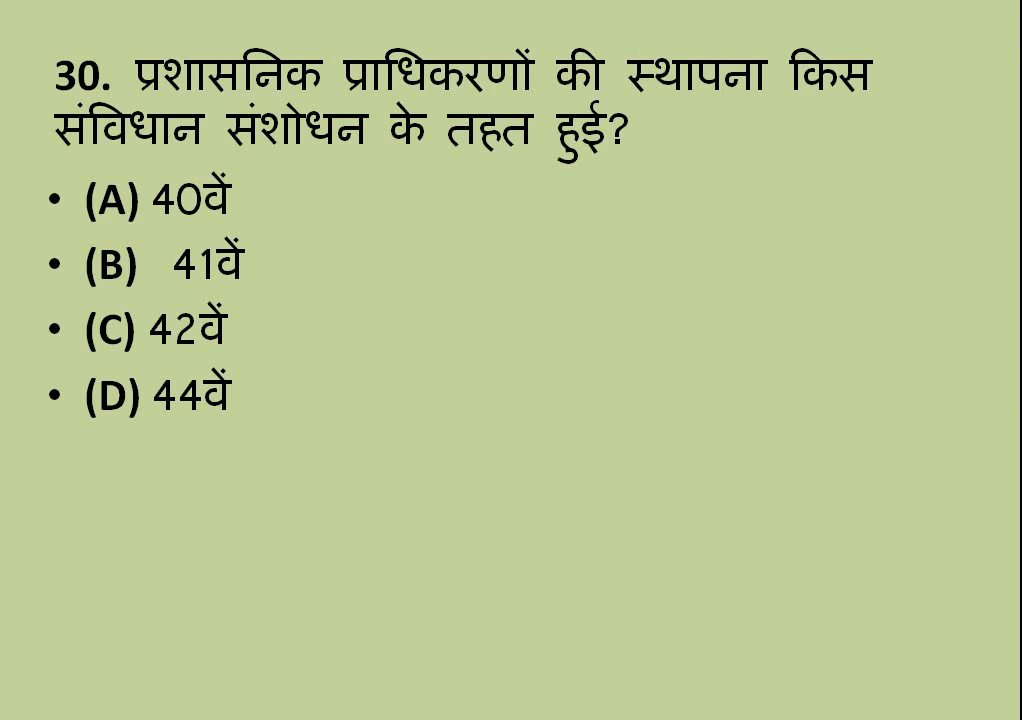 30. प्रशासनिक प्राधिकरणों की स्थापना किस
संविधान संशोधन के तहत हुई?
• (A) 40वें
• (B) 41वें
• (C) 42वें
• (D) 44वें